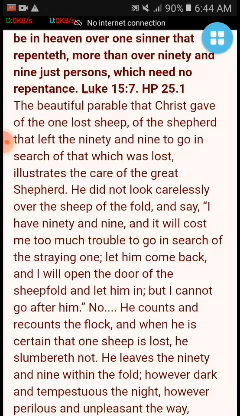 0:0KB/s U:0KB/s 90% 6:44 AM
No internet connection
be in heaven over one sinner that
repenteth, more than over ninety and
nine just persons, which need no
repentance. Luke 15:7. HP 25.1
The beautiful parable that Christ gave
of the one lost sheep, of the shepherd
that left the ninety and nine to go in
search of that which was lost,
illustrates the care of the great
Shepherd. He did not look carelessly
over the sheep of the fold, and say, “I
have ninety and nine, and it will cost
me too much trouble to go in search of
the straying one; let him come back,
and I will open the door of the
sheepfold and let him in; but I cannot
go after him.” No.... He counts and
recounts the flock, and when he is
certain that one sheep is lost, he
slumbereth not. He leaves the ninety
and nine within the fold; however dark
and tempestuous the night, however
perilous and unpleasant the way,